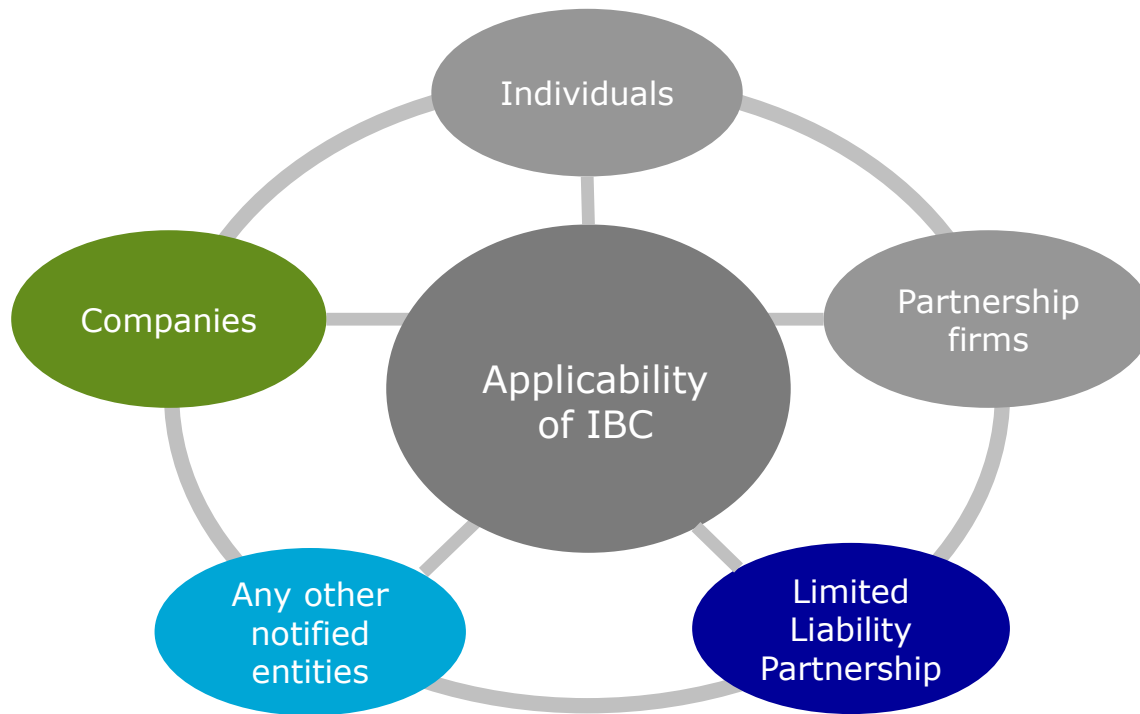 Individuals
Companies
Partnership
firms
Applicability
of IBC
Any other
notified
entities
Limited
Liability
Partnership